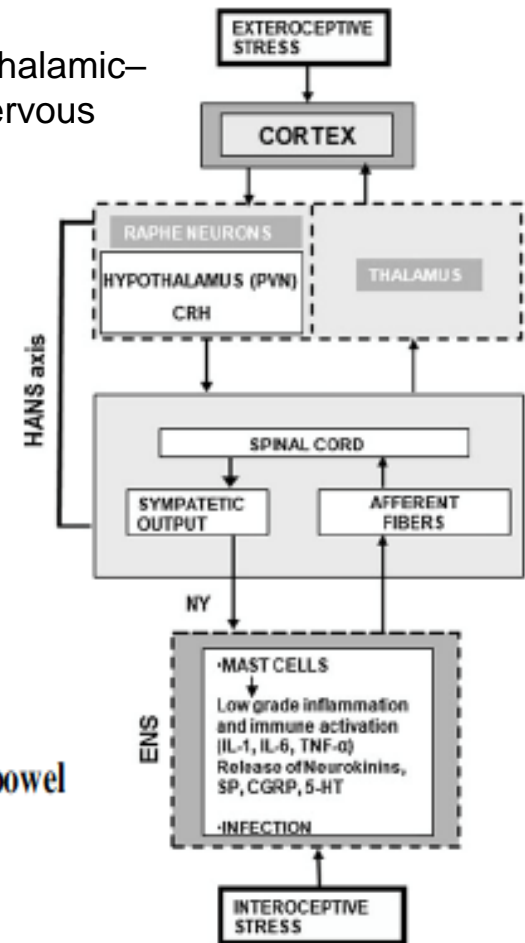 thalamic–
ervous
EXTEROCEPTIVE
STRESS
CORTEX
RAPHE NEURONS
HYPOTHALAMUS (PVN)
CRH
THALAMUS
HANS axis
SPINAL CORD
SYMPATETIC
OUTPUT
AFFERENT
FIBERS
NY
ENS
·MAST CELLS
Low grade inflammation
and immune activation
(IL-1, IL-6, TNF-α)
Release of Neurokinins,
SP, CGRP, 5-HT
·INFECTION
bowel
INTEROCEPTIVE
STRESS